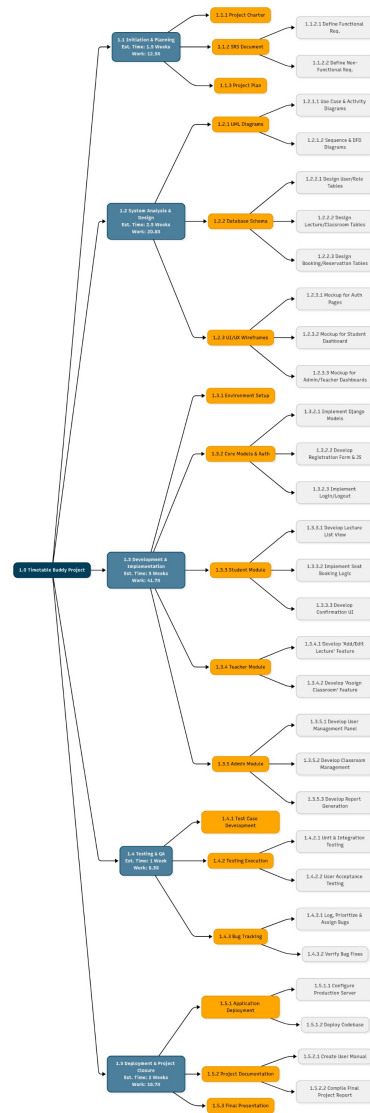 1.0 Timetable Buddy Project
1.1 Initiation & Planning
Est. Time: 1.5 Weeks
Work: 12.5%
1.1.1 Project Charter
1.1.2 SRS Document
1.1.2.1 Define Functional
Req.
1.1.2.2 Define Non-
Functional Req.
1.1.3 Project Plan
1.2 System Analysis &
Design
Est. Time: 2.5 Weeks
Work: 20.8%
1.2.1 UML Diagrams
1.2.1.1 Use Case & Activity
Diagrams
1.2.1.2 Sequence & DFD
Diagrams
1.2.2 Database Schema
1.2.2.1 Design User/Role
Tables
1.2.2.2 Design
Lecture/Classroom Tables
1.2.2.3 Design
Booking/Reservation Tables
1.2.3 UI/UX Wireframes
1.2.3.1 Mockup for Auth
Pages
1.2.3.2 Mockup for Student
Dashboard
1.2.3.3 Mockup for
Admin/Teacher Dashboards
1.3 Development &
Implementation
Est. Time: 5 Weeks
Work: 41.7%
1.3.1 Environment Setup
1.3.2 Core Models & Auth
1.3.2.1 Implement Django
Models
1.3.2.2 Develop
Registration Form & JS
1.3.2.3 Implement
Login/Logout
1.3.3 Student Module
1.3.3.1 Develop Lecture
List View
1.3.3.2 Implement Seat
Booking Logic
1.3.3.3 Develop
Confirmation UI
1.3.4 Teacher Module
1.3.4.1 Develop 'Add/Edit
Lecture' Feature
1.3.4.2 Develop 'Assign
Classroom' Feature
1.3.5 Admin Module
1.3.5.1 Develop User
Management Panel
1.3.5.2 Develop Classroom
Management
1.3.5.3 Develop Report
Generation
1.4 Testing & QA
Est. Time: 1 Week
Work: 8.3%
1.4.1 Test Case
Development
1.4.2 Testing Execution
1.4.2.1 Unit & Integration
Testing
1.4.2.2 User Acceptance
Testing
1.4.3 Bug Tracking
1.4.3.1 Log, Prioritize &
Assign Bugs
1.4.3.2 Verify Bug Fixes
1.5 Deployment & Project
Closure
Est. Time: 2 Weeks
Work: 16.7%
1.5.1 Application
Deployment
1.5.1.1 Configure
Production Server
1.5.1.2 Deploy Codebase
1.5.2 Project Documentation
1.5.2.1 Create User Manual
1.5.2.2 Compile Final
Project Report
1.5.3 Final Presentation